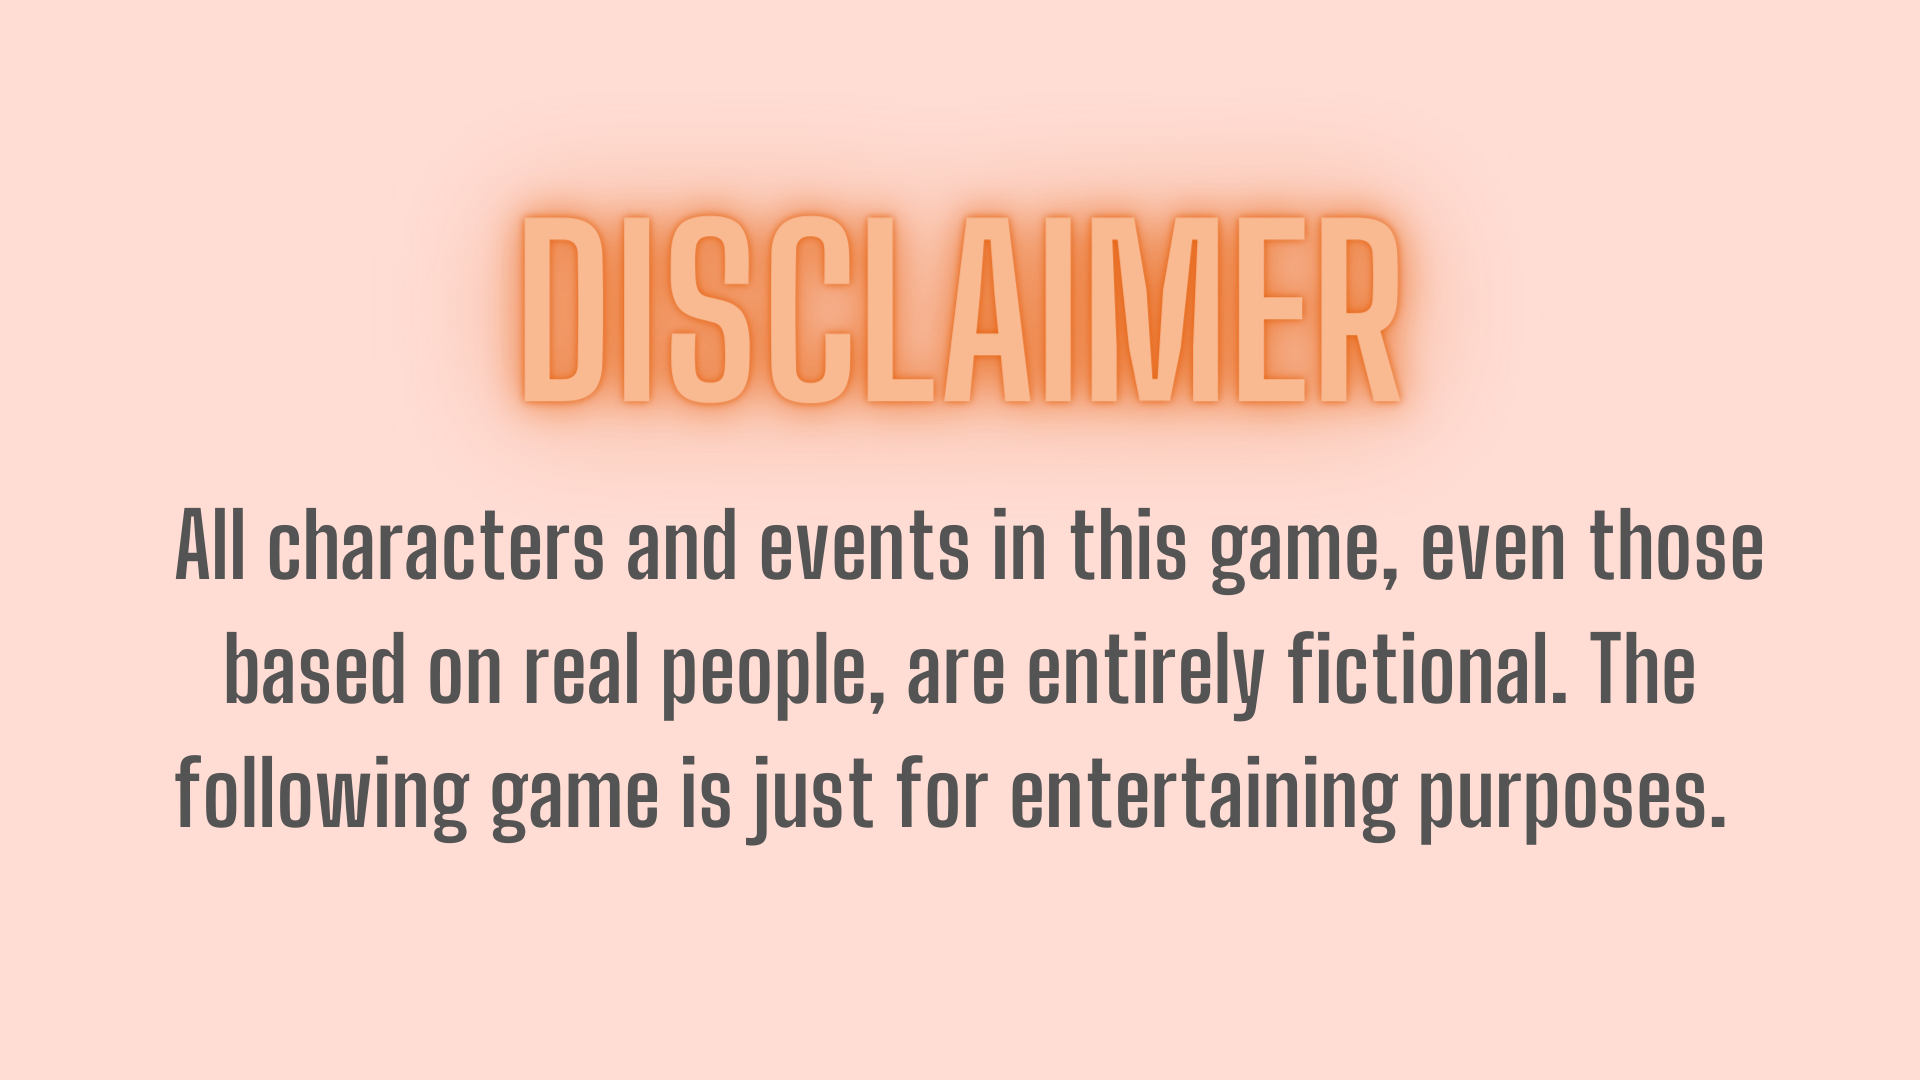 DISCLAIMER
All characters and events in this game, even those
based on real people, are entirely fictional. The
following game is just for entertaining purposes.